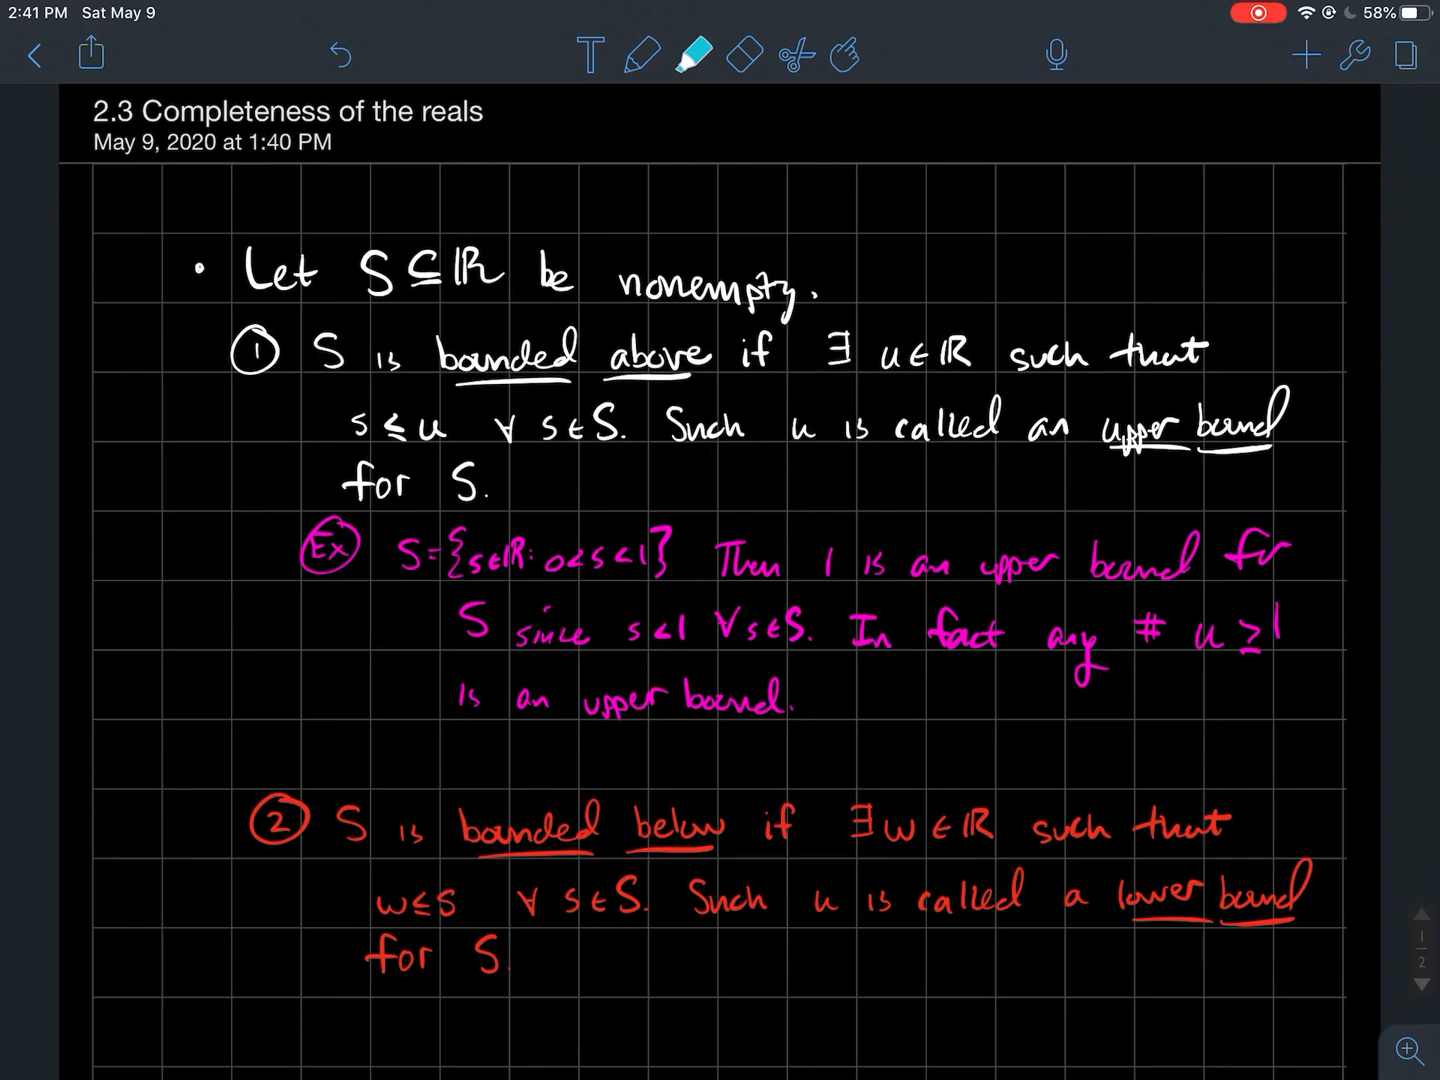 2:41 PM Sat May 9
58%
2.3 Completeness of the reals
May 9, 2020 at 1:40 PM
• Let S ⊆ ℝ be nonempty.
① S is bounded above if ∃ u ∈ ℝ such that
s ≤ u ∀ s ∈ S. Such u is called an upper bound
for S.
Ex S = {s ∈ ℝ : 0 < s < 1} Then 1 is an upper bound for
S since s < 1 ∀ s ∈ S. In fact any # u ≥ 1
is an upper bound.
② S is bounded below if ∃ w ∈ ℝ such that
w ≤ s ∀ s ∈ S. Such u is called a lower bound
for S.
1
2